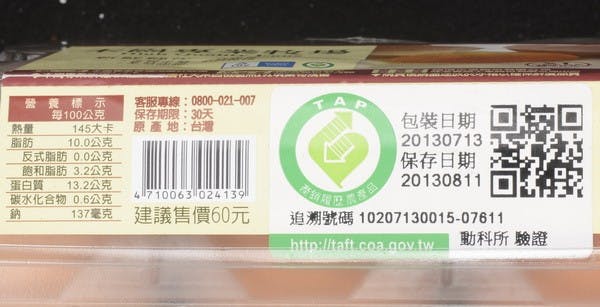 營養標示
每100公克
熱量 145大卡
脂肪 10.0公克
反式脂肪 0.0公克
飽和脂肪 3.2公克
蛋白質 13.2公克
碳水化合物 0.6公克
鈉 137毫克
客服專線：0800-021-007
保存期限：30天
原產地：台灣
4 710063 024139
建議售價60元
TAP
產銷履歷農產品
包裝日期
20130713
保存日期
20130811
追溯號碼 10207130015-07611
http://taft.coa.gov.tw
動科所 驗證